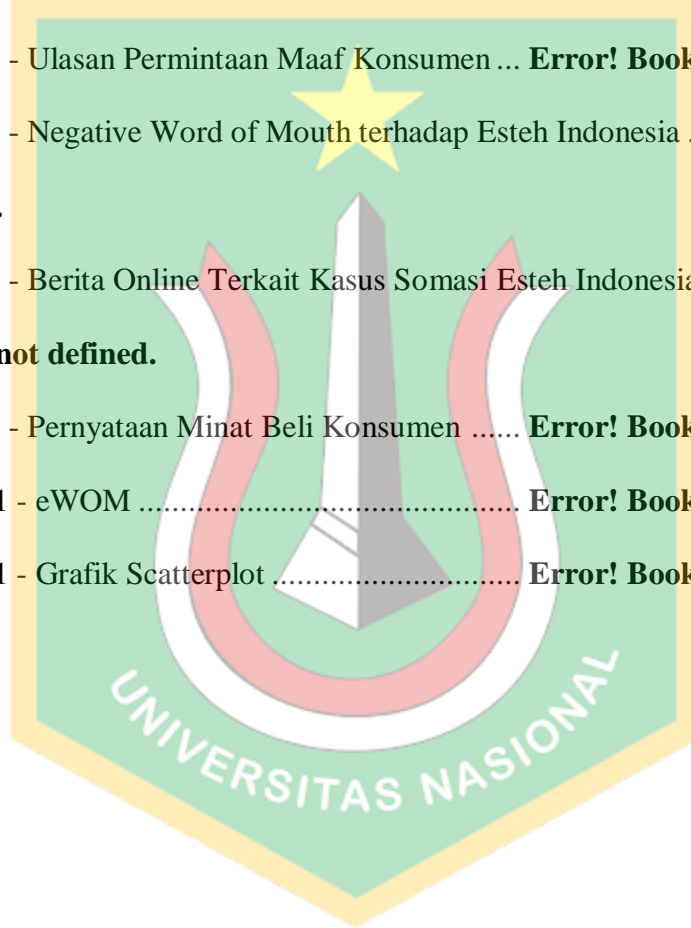 - Ulasan Permintaan Maaf Konsumen ... Error! Book
- Negative Word of Mouth terhadap Esteh Indonesia .
.
- Berita Online Terkait Kasus Somasi Esteh Indonesia
not defined.
- Pernyataan Minat Beli Konsumen ...... Error! Book
1 - eWOM ............................................... Error! Book
1 - Grafik Scatterplot .............................. Error! Book
UNIVERSITAS NASIONAL